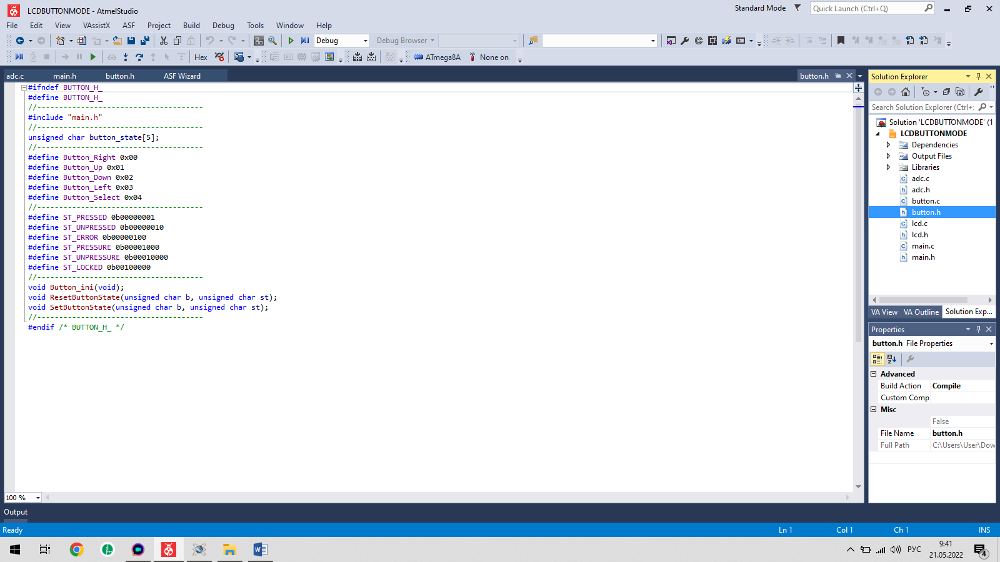 LCDBUTTONMODE - AtmelStudio
Standard Mode
Quick Launch (Ctrl+Q)
File Edit View VAssistX ASF Project Build Debug Tools Window Help
Debug
Debug Browser
Hex
ATmega8A
None on
adc.c main.h button.h ASF Wizard
button.h
#ifndef BUTTON_H_
#define BUTTON_H_
//--------------------------------------
#include "main.h"
//--------------------------------------
unsigned char button_state[5];
//--------------------------------------
#define Button_Right 0x00
#define Button_Up 0x01
#define Button_Down 0x02
#define Button_Left 0x03
#define Button_Select 0x04
//--------------------------------------
#define ST_PRESSED 0b00000001
#define ST_UNPRESSED 0b00000010
#define ST_ERROR 0b00000100
#define ST_PRESSURE 0b00001000
#define ST_UNPRESSURE 0b00010000
#define ST_LOCKED 0b00100000
//--------------------------------------
void Button_ini(void);
void ResetButtonState(unsigned char b, unsigned char st);
void SetButtonState(unsigned char b, unsigned char st);
//--------------------------------------
#endif /* BUTTON_H_ */
100 %
Solution Explorer
Search Solution Explorer (Ctrl+:
Solution 'LCDBUTTONMODE' (1
LCDBUTTONMODE
Dependencies
Output Files
Libraries
adc.c
adc.h
button.c
button.h
lcd.c
lcd.h
main.c
main.h
VA View VA Outline Solution Exp...
Properties
button.h File Properties
Advanced
Build Action Compile
Custom Comp
Misc
False
File Name button.h
Full Path C:\Users\User\Dow
Output
Ready
Ln 1
Col 1
Ch 1
INS
РУС
9:41
21.05.2022
4